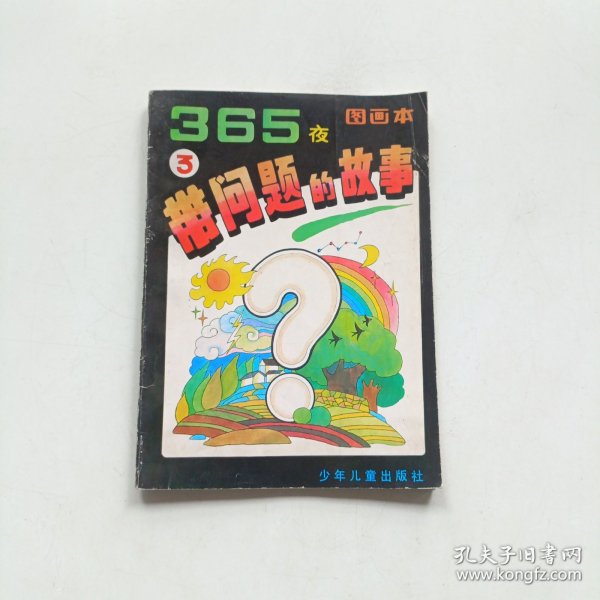 365夜 图画本
3
带问题的故事
少年儿童出版社
孔夫子旧书网
www.kongfz.com